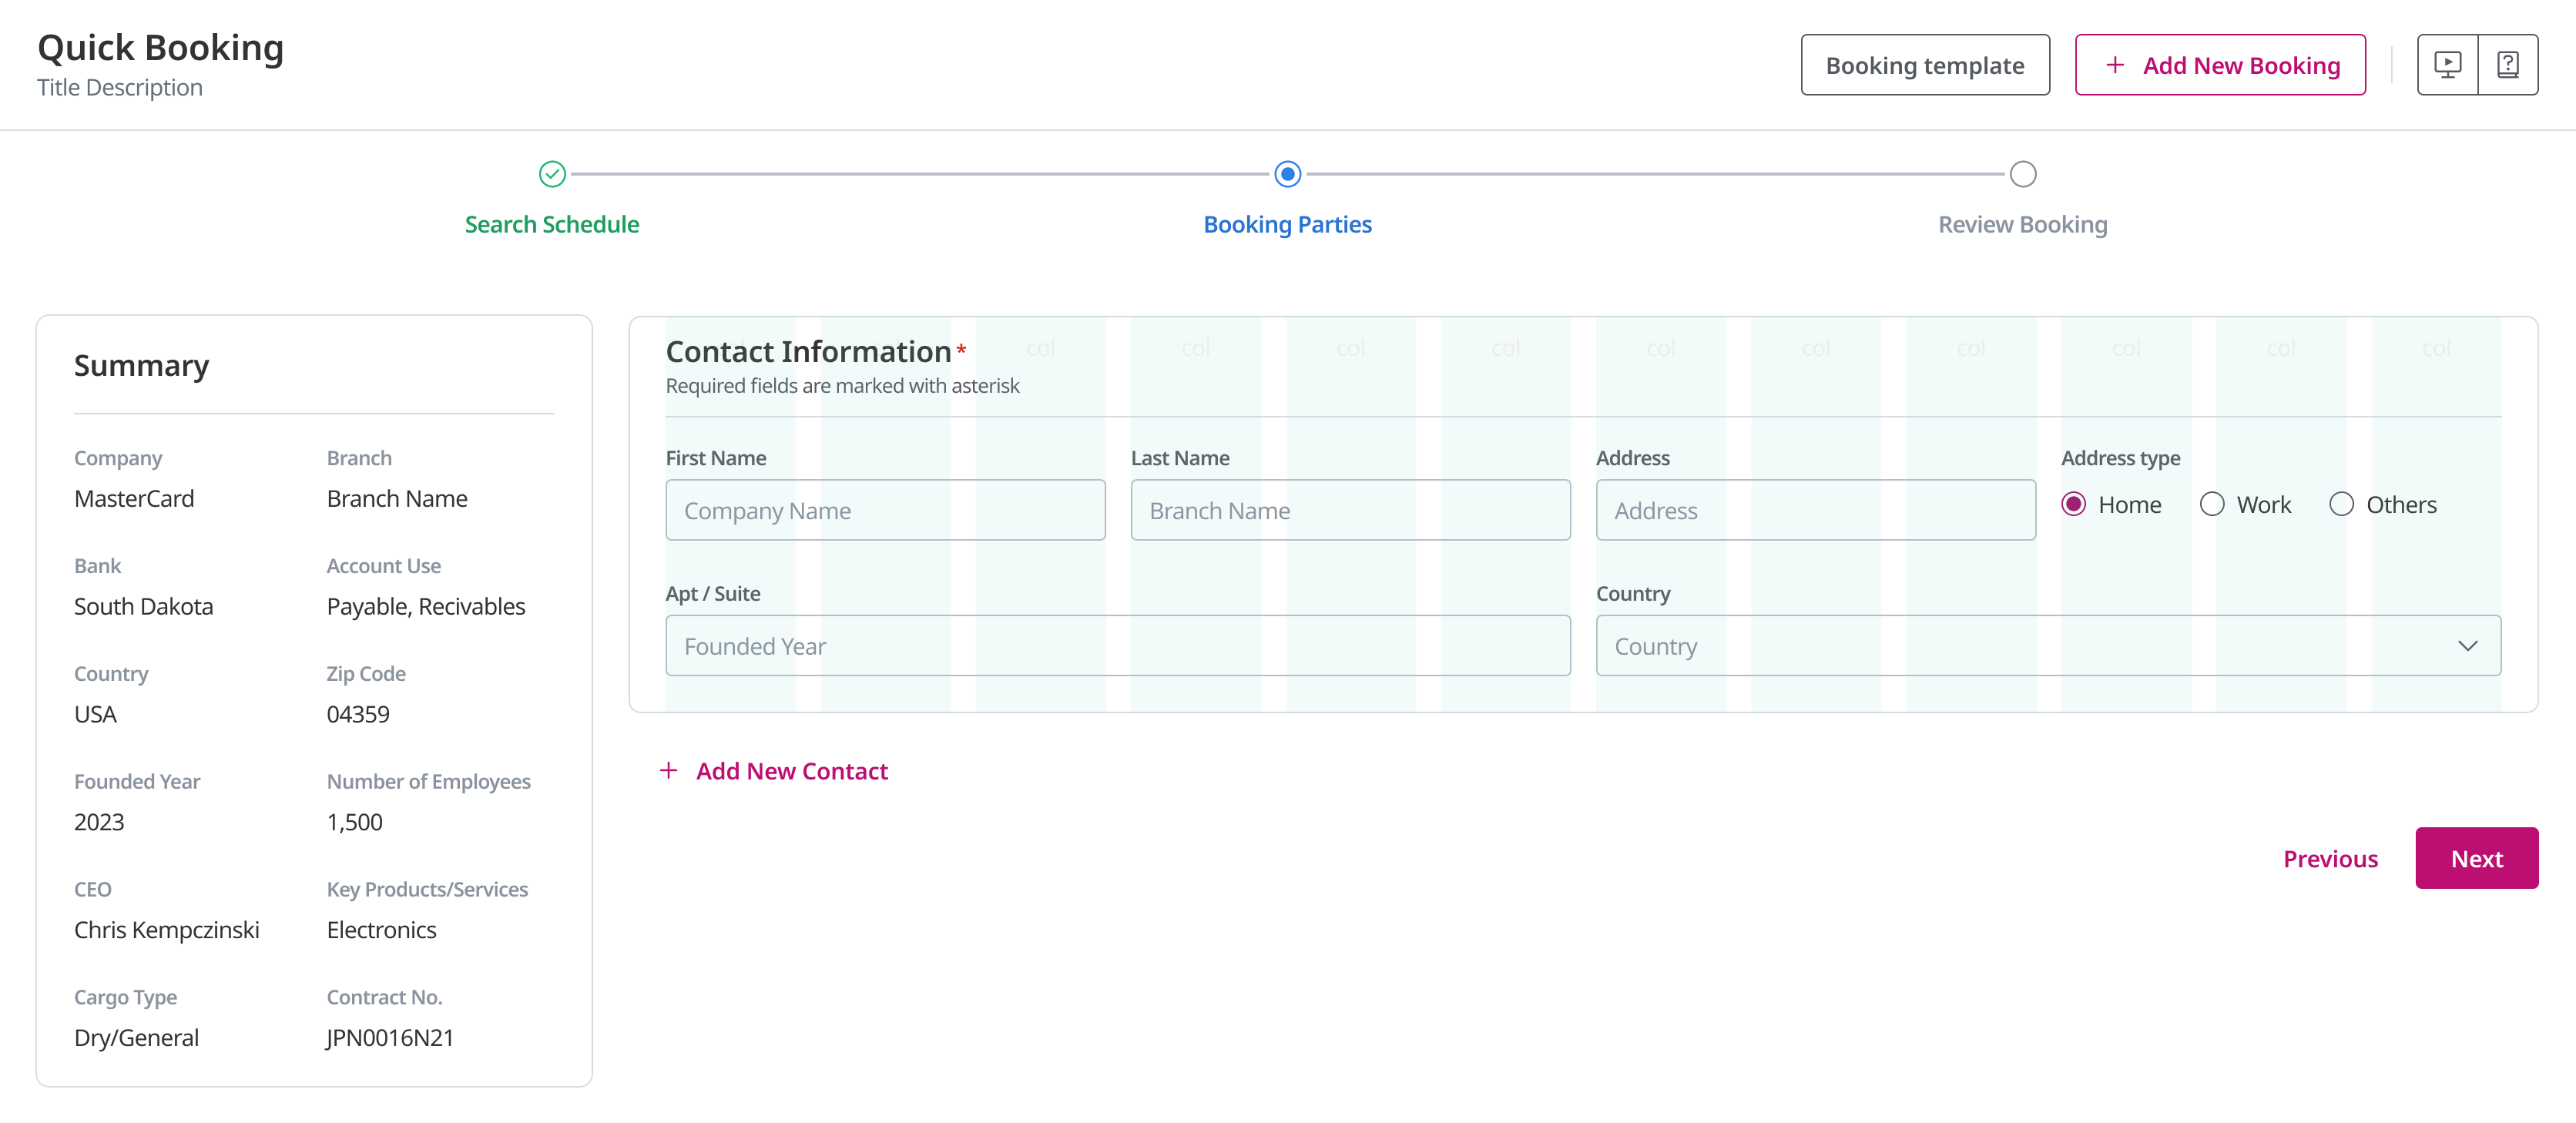 Quick Booking
Title Description
Booking template
Add New Booking
Search Schedule
Booking Parties
Review Booking
Summary
Company
Branch
MasterCard
Branch Name
Bank
Account Use
South Dakota
Payable, Recivables
Country
Zip Code
USA
04359
Founded Year
Number of Employees
2023
1,500
CEO
Key Products/Services
Chris Kempczinski
Electronics
Cargo Type
Contract No.
Dry/General
JPN0016N21
Contact Information *
col col col col col col col col col col
Required fields are marked with asterisk
First Name
Last Name
Address
Address type
Company Name
Branch Name
Address
Home
Work
Others
Apt / Suite
Country
Founded Year
Country
Add New Contact
Previous
Next